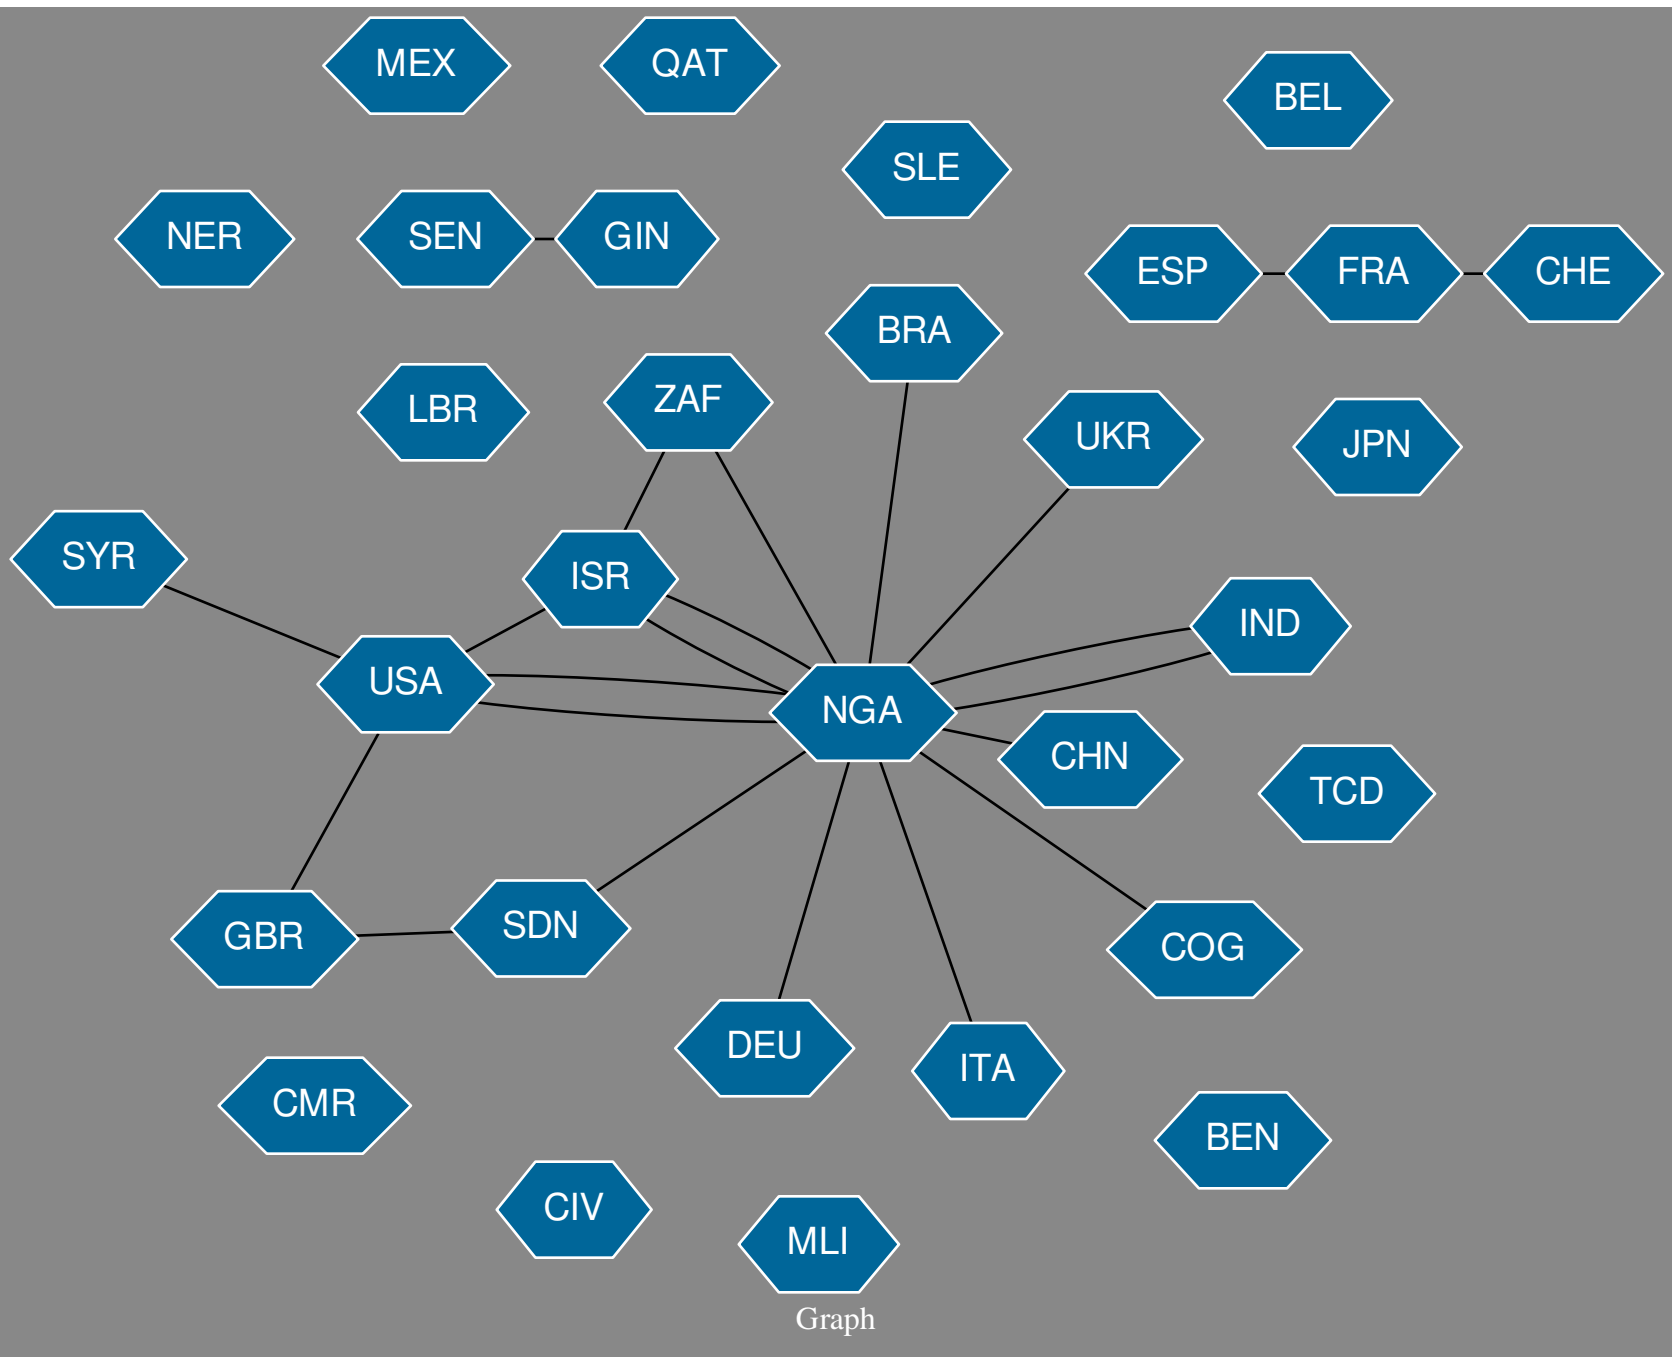 MEX
QAT
BEL
SLE
NER
SEN
GIN
ESP
FRA
CHE
BRA
LBR
ZAF
UKR
JPN
SYR
ISR
IND
USA
NGA
CHN
TCD
GBR
SDN
COG
DEU
ITA
CMR
BEN
CIV
MLI
Graph